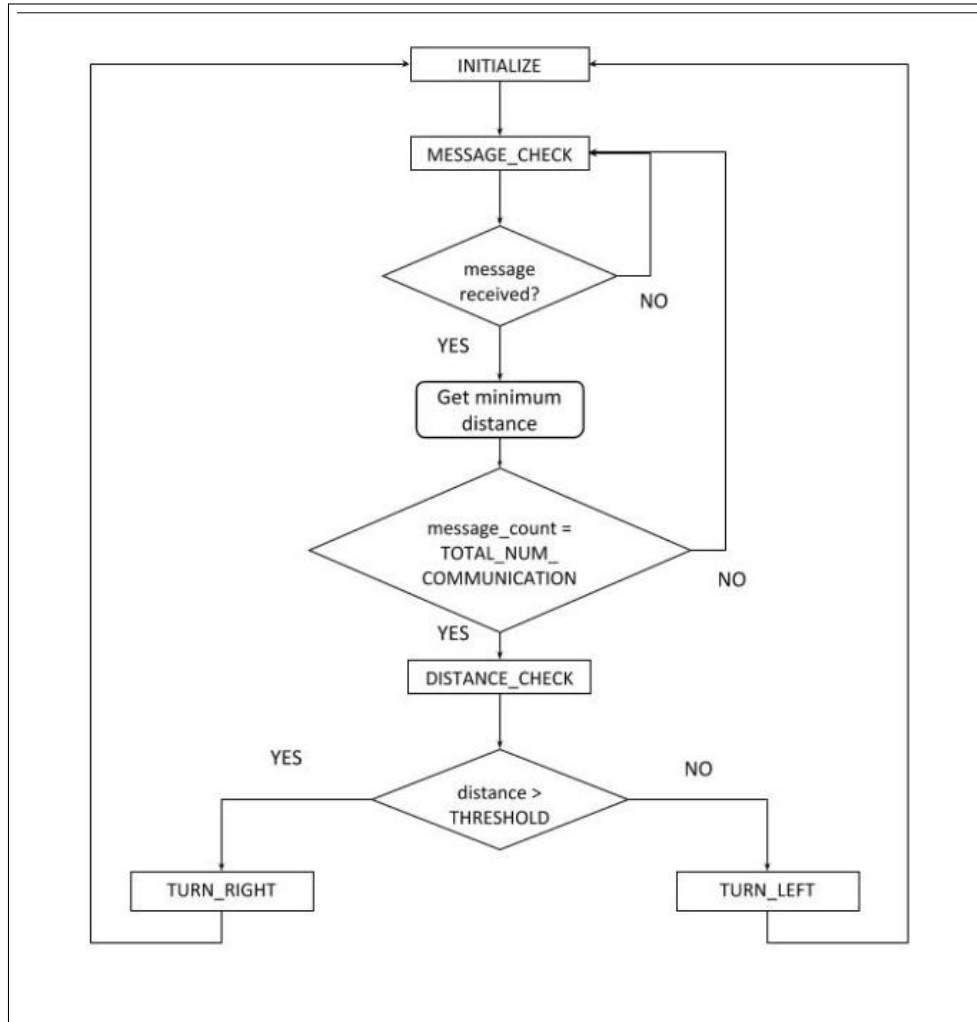 INITIALIZE
MESSAGE_CHECK
message
received?
NO
YES
Get minimum
distance
message_count =
TOTAL_NUM_
COMMUNICATION
NO
YES
DISTANCE_CHECK
YES
NO
distance >
THRESHOLD
TURN_RIGHT
TURN_LEFT